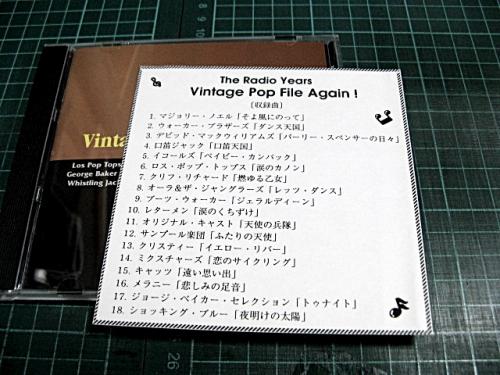 The Radio Years
Vintage Pop File Again !
〔収録曲〕
1. マジョリー・ノエル「そよ風にのって」
2. ウォーカー・ブラザーズ「ダンス天国」
3. デビッド・マックウィリアムズ「パーリー・スペンサーの日々」
4. 口笛ジャック「口笛天国」
5. イコールズ「ベイビー・カンバック」
6. ロス・ポップ・トップス「涙のカノン」
7. クリフ・リチャード「燃ゆる乙女」
8. オーラ&ザ・ジャングラーズ「レッツ・ダンス」
9. ブーツ・ウォーカー「ジェラルディーン」
10. レターメン「涙のくちづけ」
11. オリジナル・キャスト「天使の兵隊」
12. サンプール楽団「ふたりの天使」
13. クリスティー「イエロー・リバー」
14. ミクスチャーズ「恋のサイクリング」
15. キャッツ「遠い思い出」
16. メラニー「悲しみの足音」
17. ジョージ・ベイカー・セレクション「トゥナイト」
18. ショッキング・ブルー「夜明けの太陽」
Vinta
Los Pop Tops
George Baker
Whistling Jac
8
9
10
26